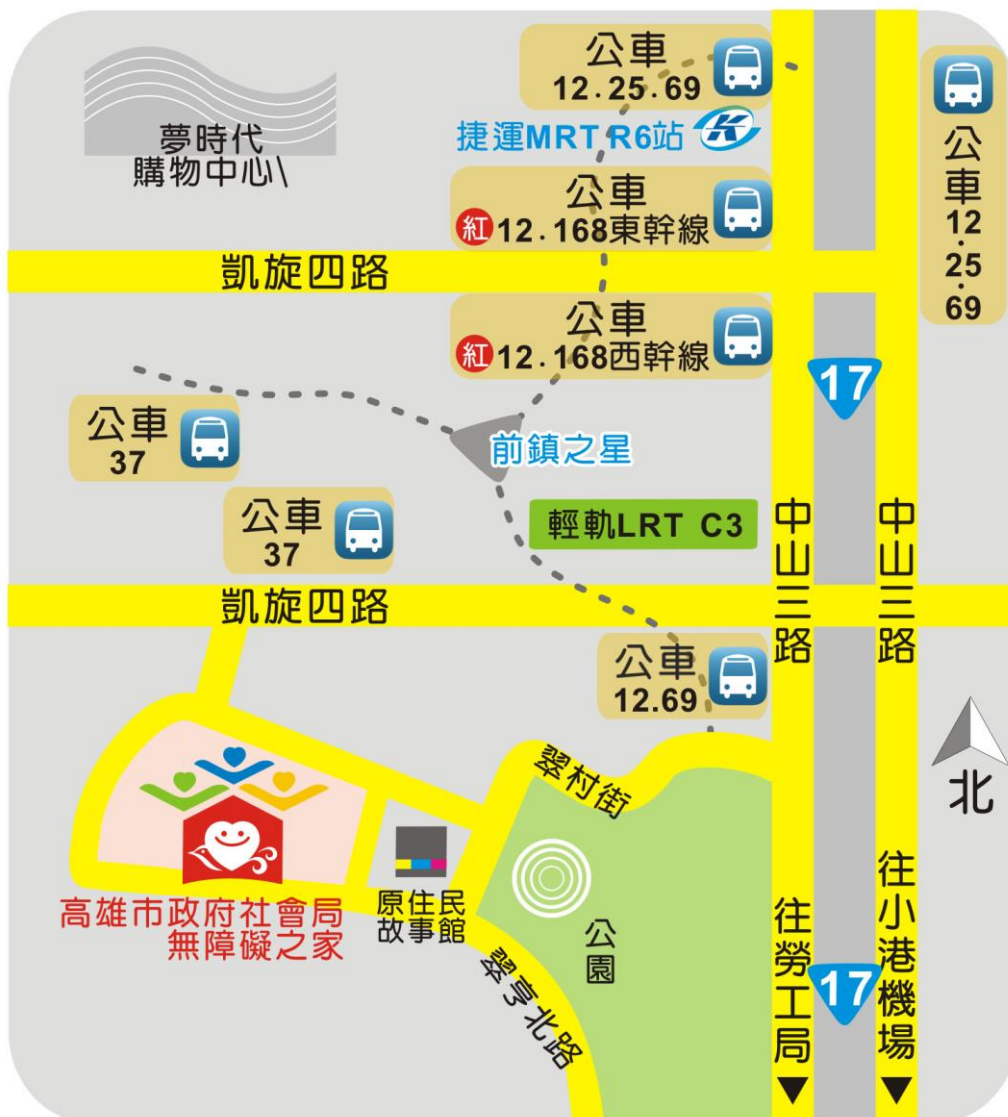 公車
12.25.69
捷運MRT R6站
夢時代
購物中心\
公車
紅12.168東幹線
公車12.25.69
凱旋四路
公車
紅12.168西幹線
17
公車
37
前鎮之星
公車
37
輕軌LRT C3
中山三路
中山三路
凱旋四路
公車
12.69
翠村街
北
高雄市政府社會局
無障礙之家
原住民
故事館
公園
翠亨北路
往勞工局
17
往小港機場